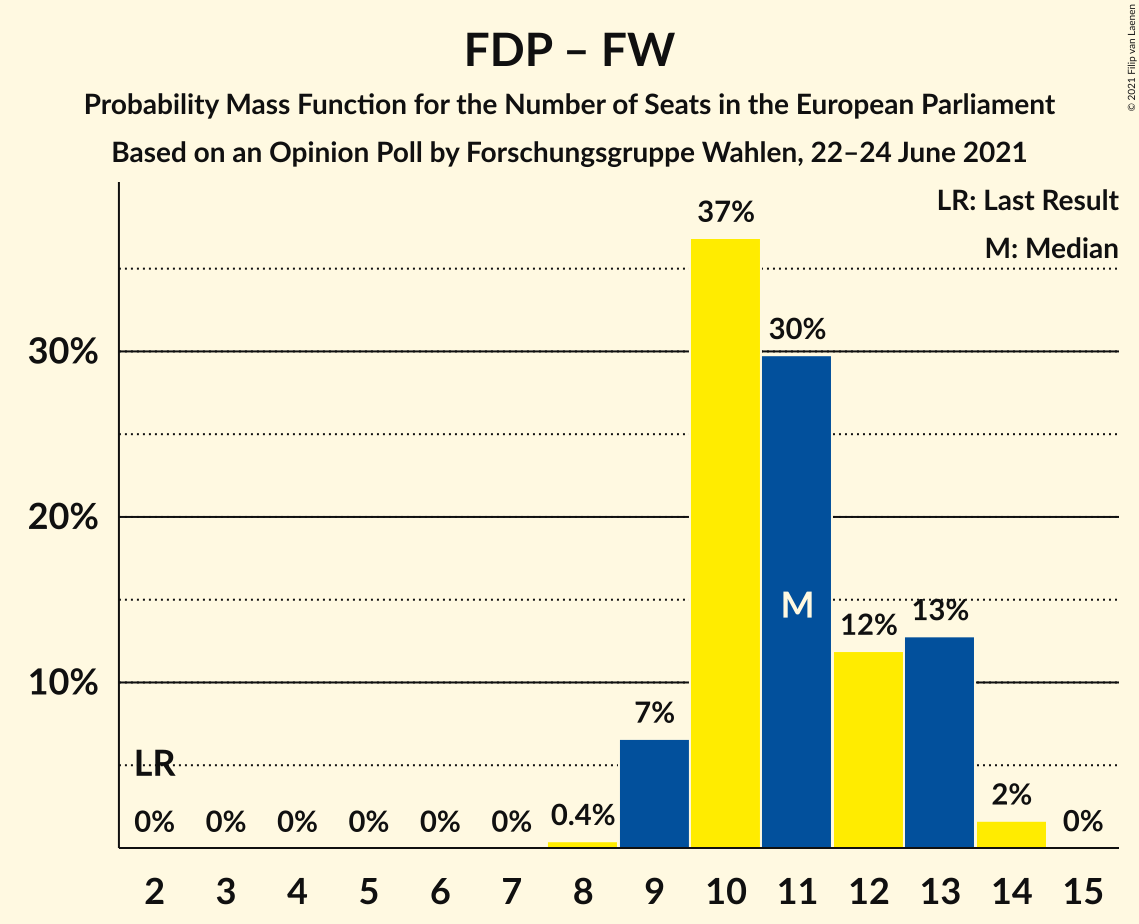 FDP – FW
Probability Mass Function for the Number of Seats in the European Parliament
Based on an Opinion Poll by Forschungsgruppe Wahlen, 22–24 June 2021
© 2021 Filip van Laenen
LR: Last Result
M: Median
37%
30%
30%
20%
M
13%
12%
10%
7%
LR
2%
0% 0% 0% 0% 0% 0% 0.4% 0%
2 3 4 5 6 7 8 9 10 11 12 13 14 15